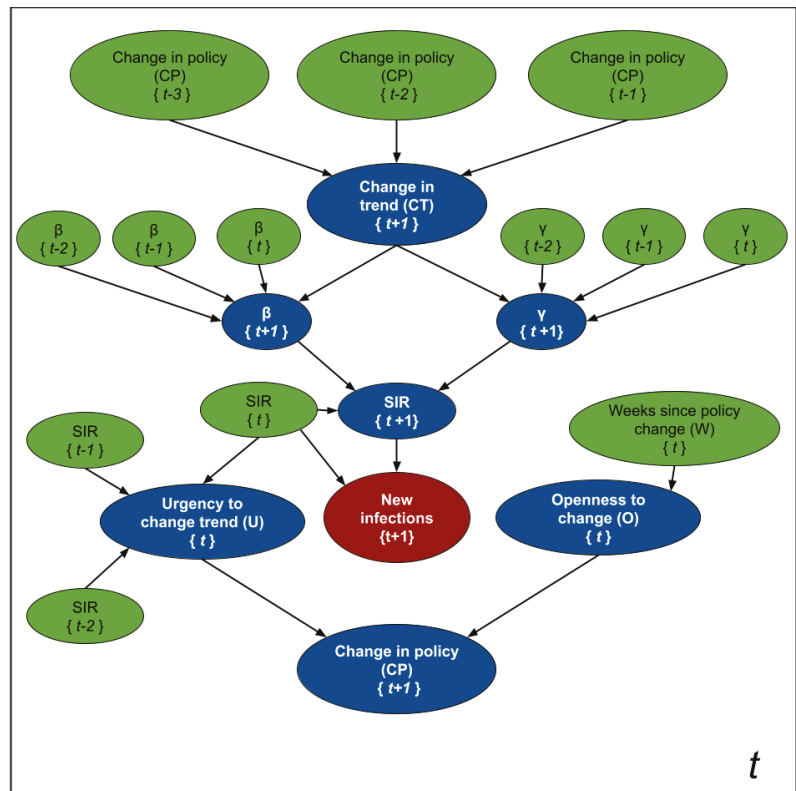 Change in policy
(CP)
{ t-3 }
Change in policy
(CP)
{ t-2 }
Change in policy
(CP)
{ t-1 }
Change in
trend (CT)
{ t+1 }
β
{ t-2 }
β
{ t-1 }
β
{ t }
γ
{ t-2 }
γ
{ t-1 }
γ
{ t }
β
{ t+1 }
γ
{ t +1}
SIR
{ t }
SIR
{ t +1}
Weeks since policy
change (W)
{ t }
SIR
{ t-1 }
Urgency to
change trend (U)
{ t }
New
infections
{t+1}
Openness to
change (O)
{ t }
SIR
{ t-2 }
Change in policy
(CP)
{ t+1 }
t